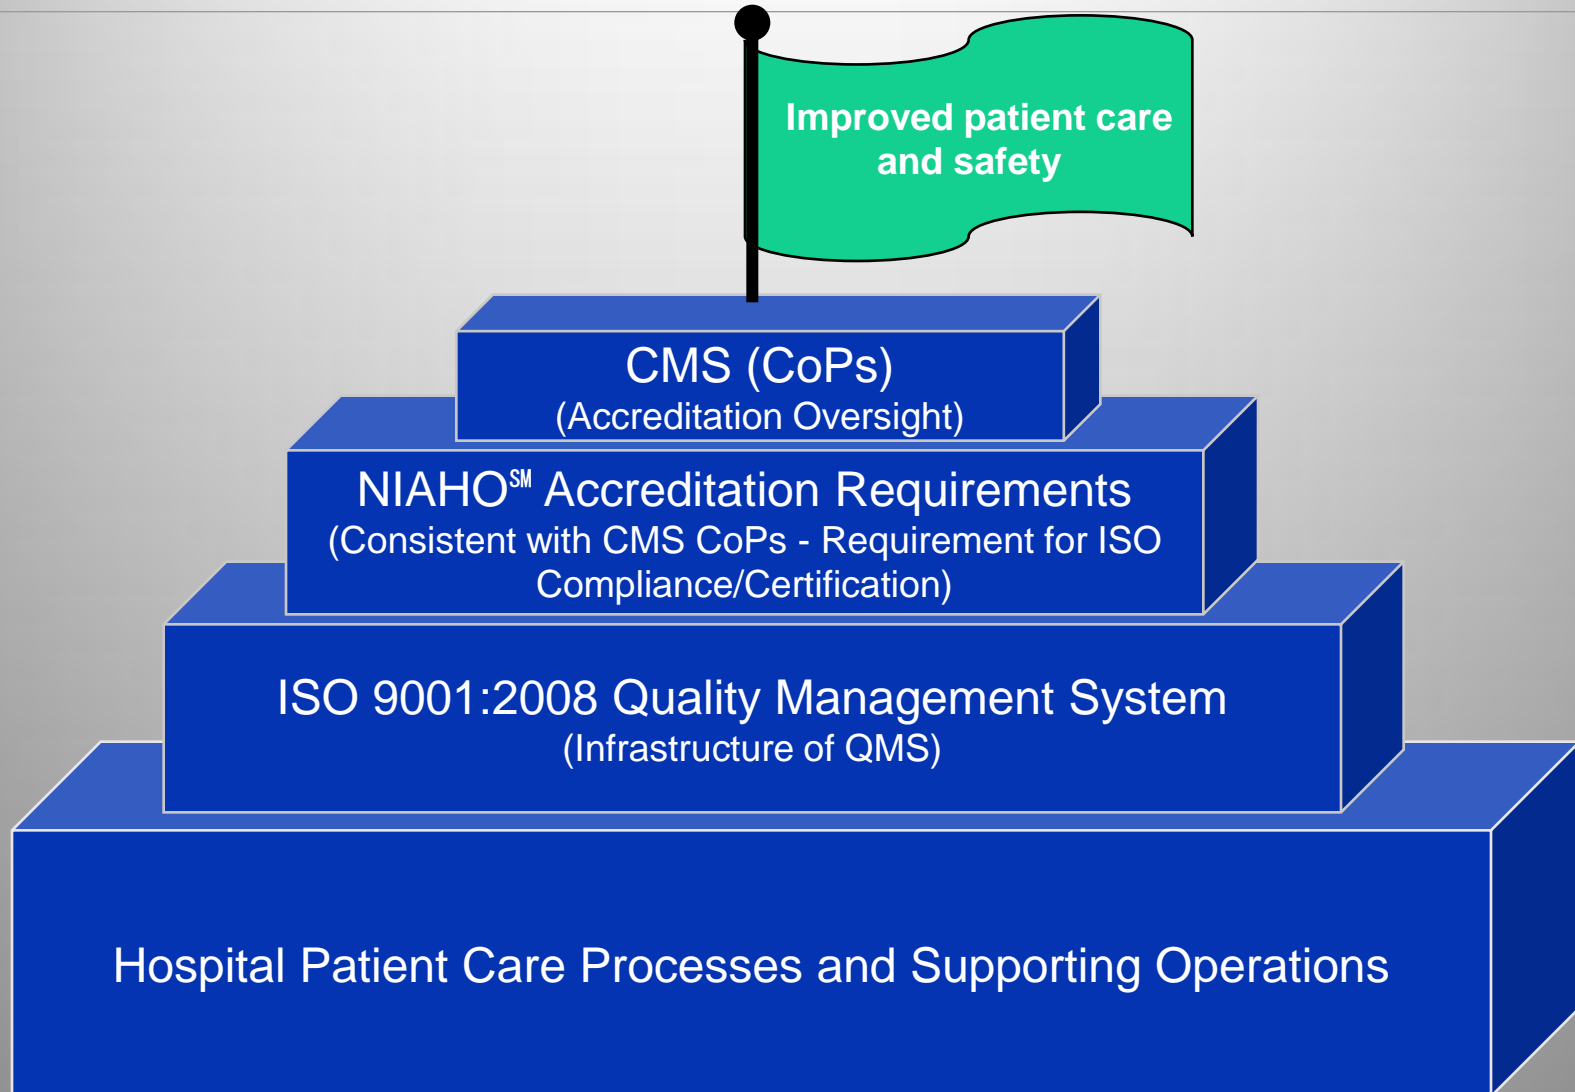 Improved patient care
and safety
CMS (CoPs)
(Accreditation Oversight)
NIAHO℠ Accreditation Requirements
(Consistent with CMS CoPs - Requirement for ISO
Compliance/Certification)
ISO 9001:2008 Quality Management System
(Infrastructure of QMS)
Hospital Patient Care Processes and Supporting Operations